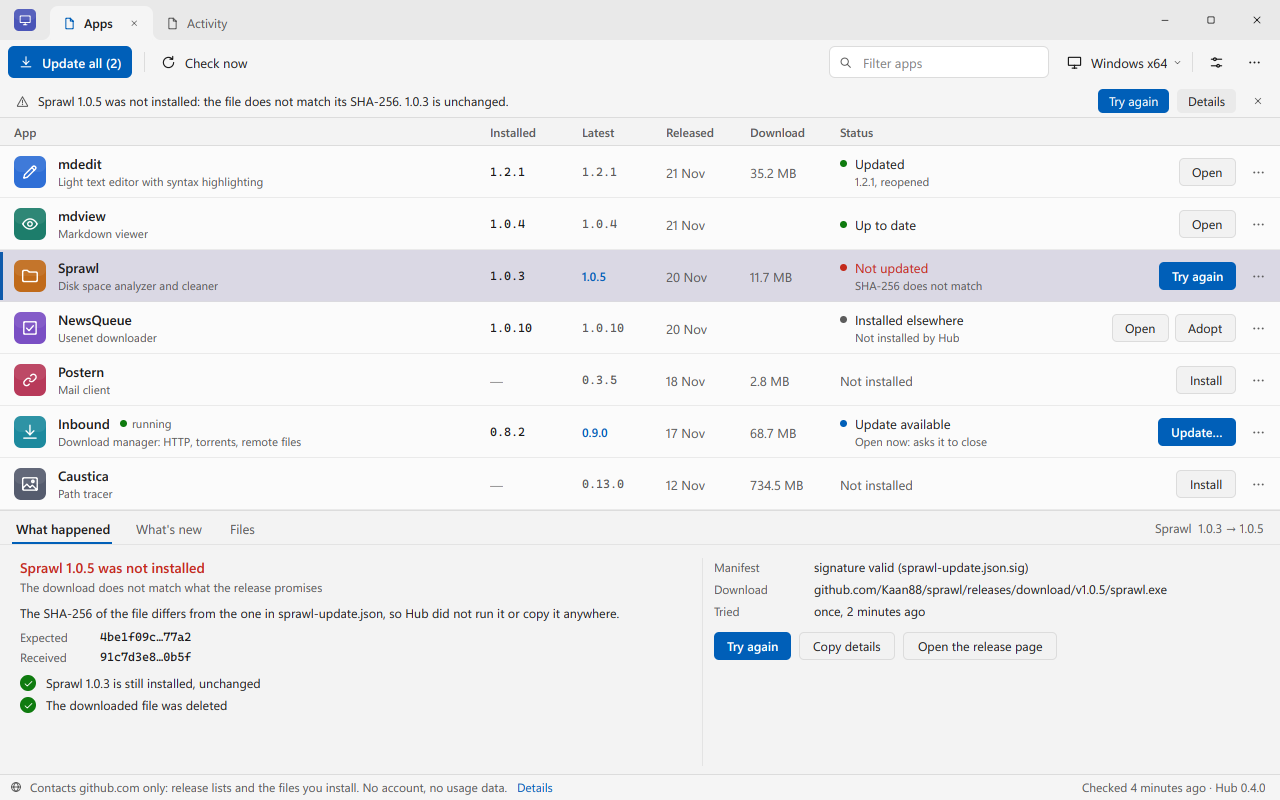 Apps
Activity
Update all (2)
Check now
Filter apps
Windows x64
Sprawl 1.0.5 was not installed: the file does not match its SHA-256. 1.0.3 is unchanged.
Try again
Details
App Installed Latest Released Download Status
mdedit
Light text editor with syntax highlighting
1.2.1 1.2.1 21 Nov 35.2 MB
Updated
1.2.1, reopened
Open
mdview
Markdown viewer
1.0.4 1.0.4 21 Nov
Up to date
Open
Sprawl
Disk space analyzer and cleaner
1.0.3 1.0.5 20 Nov 11.7 MB
Not updated
SHA-256 does not match
Try again
NewsQueue
Usenet downloader
1.0.10 1.0.10 20 Nov
Installed elsewhere
Not installed by Hub
Open Adopt
Postern
Mail client
— 0.3.5 18 Nov 2.8 MB
Not installed
Install
Inbound running
Download manager: HTTP, torrents, remote files
0.8.2 0.9.0 17 Nov 68.7 MB
Update available
Open now: asks it to close
Update...
Caustica
Path tracer
— 0.13.0 12 Nov 734.5 MB
Not installed
Install
What happened What's new Files
Sprawl 1.0.3 → 1.0.5
Sprawl 1.0.5 was not installed
The download does not match what the release promises
The SHA-256 of the file differs from the one in sprawl-update.json, so Hub did not run it or copy it anywhere.
Expected 4be1f09c…77a2
Received 91c7d3e8…0b5f
Sprawl 1.0.3 is still installed, unchanged
The downloaded file was deleted
Manifest signature valid (sprawl-update.json.sig)
Download github.com/Kaan88/sprawl/releases/download/v1.0.5/sprawl.exe
Tried once, 2 minutes ago
Try again Copy details Open the release page
Contacts github.com only: release lists and the files you install. No account, no usage data. Details
Checked 4 minutes ago · Hub 0.4.0